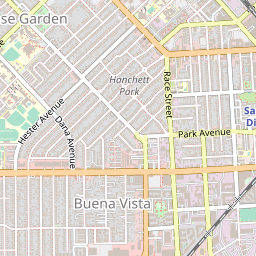 se Garden
Hanchett
Park
Race Street
Sa
Di
Park Avenue
Hester Avenue
Dana Avenue
Buena Vista